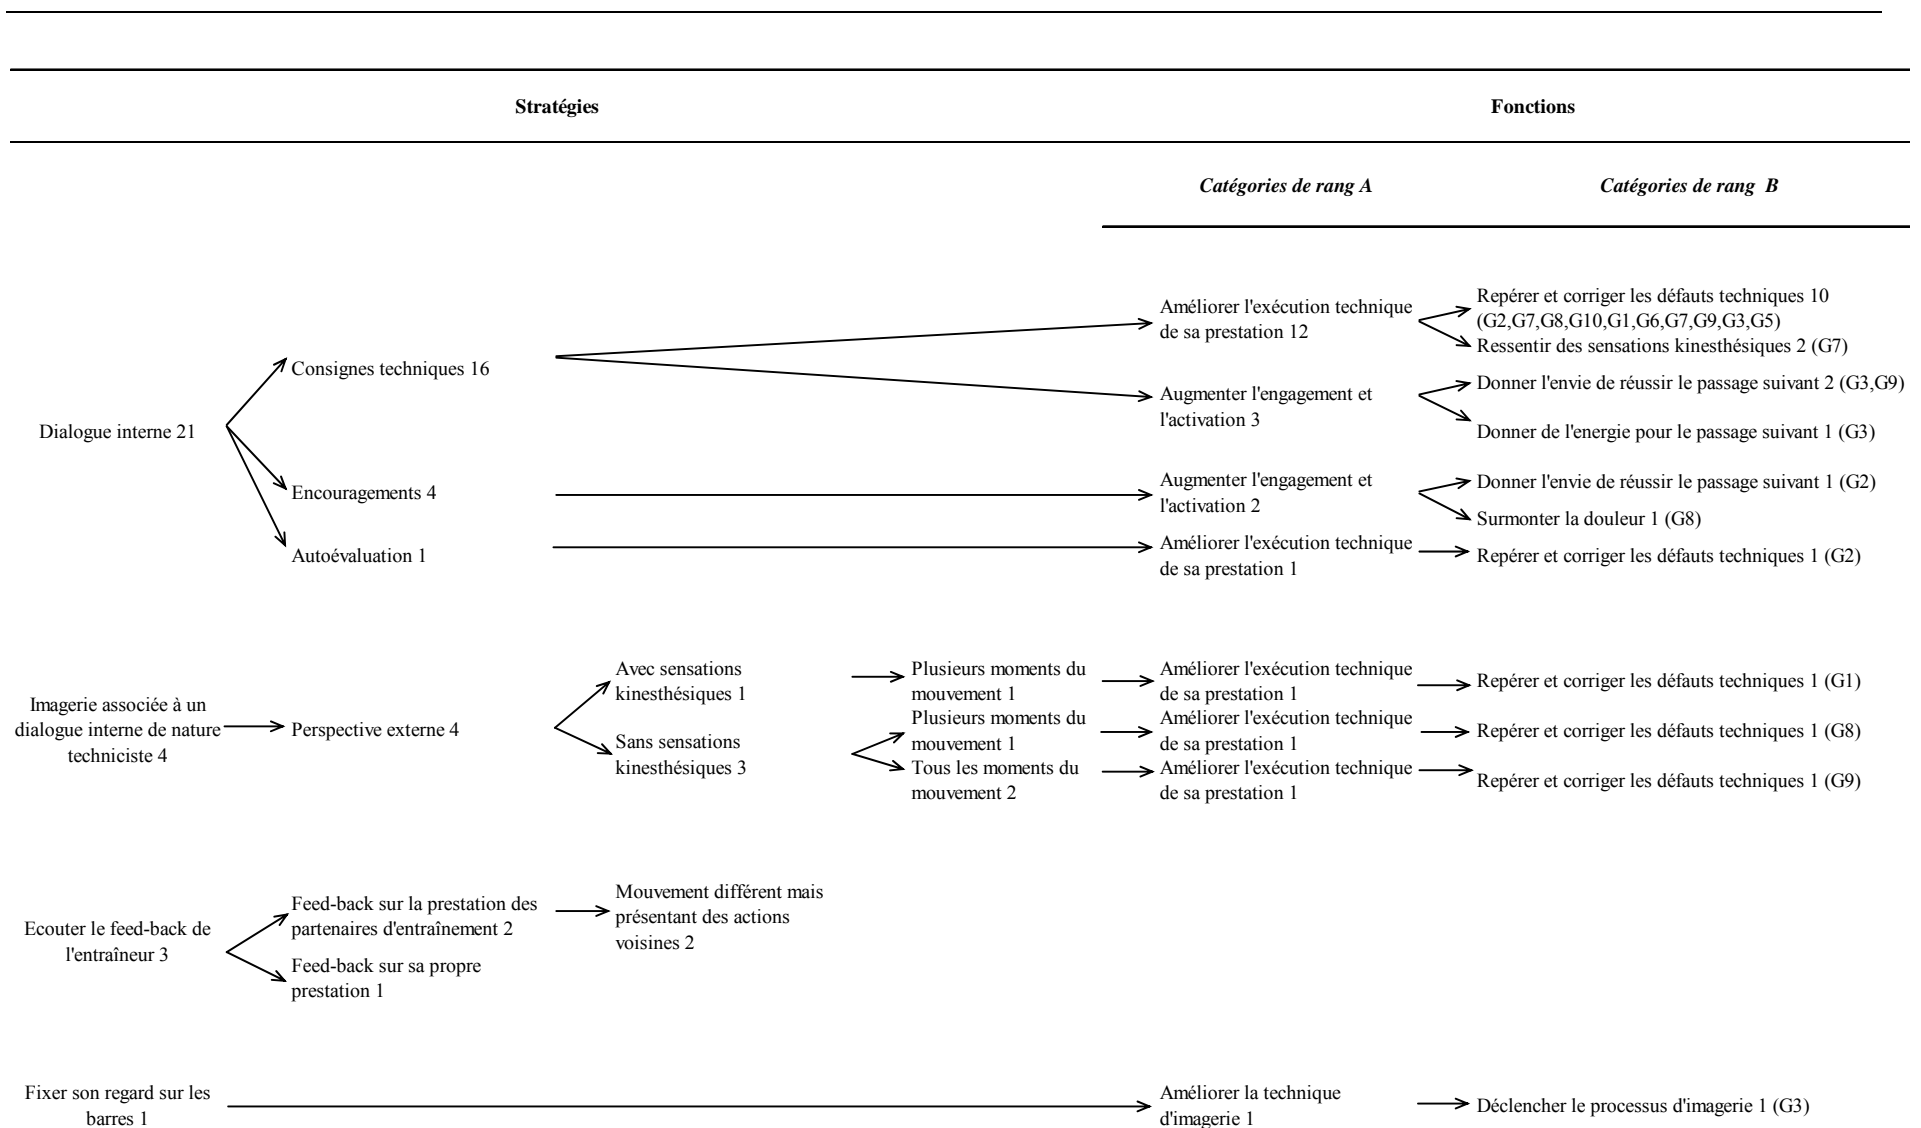 Stratégies
Fonctions
Catégories de rang A
Catégories de rang B
Dialogue interne 21
Consignes techniques 16
Améliorer l'exécution technique
de sa prestation 12
Repérer et corriger les défauts techniques 10
(G2,G7,G8,G10,G1,G6,G7,G9,G3,G5)
Ressentir des sensations kinesthésiques 2 (G7)
Augmenter l'engagement et
l'activation 3
Donner l'envie de réussir le passage suivant 2 (G3,G9)
Donner de l'energie pour le passage suivant 1 (G3)
Encouragements 4
Augmenter l'engagement et
l'activation 2
Donner l'envie de réussir le passage suivant 1 (G2)
Surmonter la douleur 1 (G8)
Autoévaluation 1
Améliorer l'exécution technique
de sa prestation 1
Repérer et corriger les défauts techniques 1 (G2)
Imagerie associée à un
dialogue interne de nature
techniciste 4
Perspective externe 4
Avec sensations
kinesthésiques 1
Plusieurs moments du
mouvement 1
Améliorer l'exécution technique
de sa prestation 1
Repérer et corriger les défauts techniques 1 (G1)
Sans sensations
kinesthésiques 3
Plusieurs moments du
mouvement 1
Améliorer l'exécution technique
de sa prestation 1
Repérer et corriger les défauts techniques 1 (G8)
Tous les moments du
mouvement 2
Améliorer l'exécution technique
de sa prestation 1
Repérer et corriger les défauts techniques 1 (G9)
Ecouter le feed-back de
l'entraîneur 3
Feed-back sur la prestation des
partenaires d'entraînement 2
Mouvement différent mais
présentant des actions
voisines 2
Feed-back sur sa propre
prestation 1
Fixer son regard sur les
barres 1
Améliorer la technique
d'imagerie 1
Déclencher le processus d'imagerie 1 (G3)